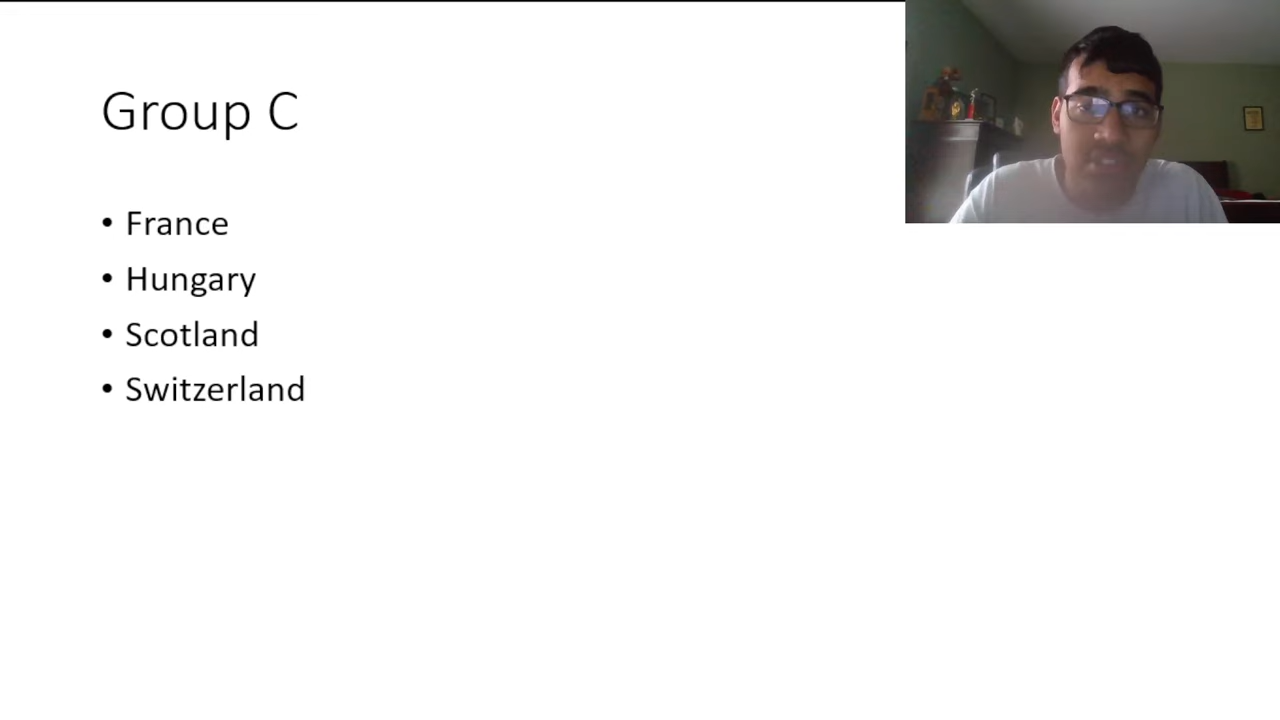 Group C
• France
• Hungary
• Scotland
• Switzerland